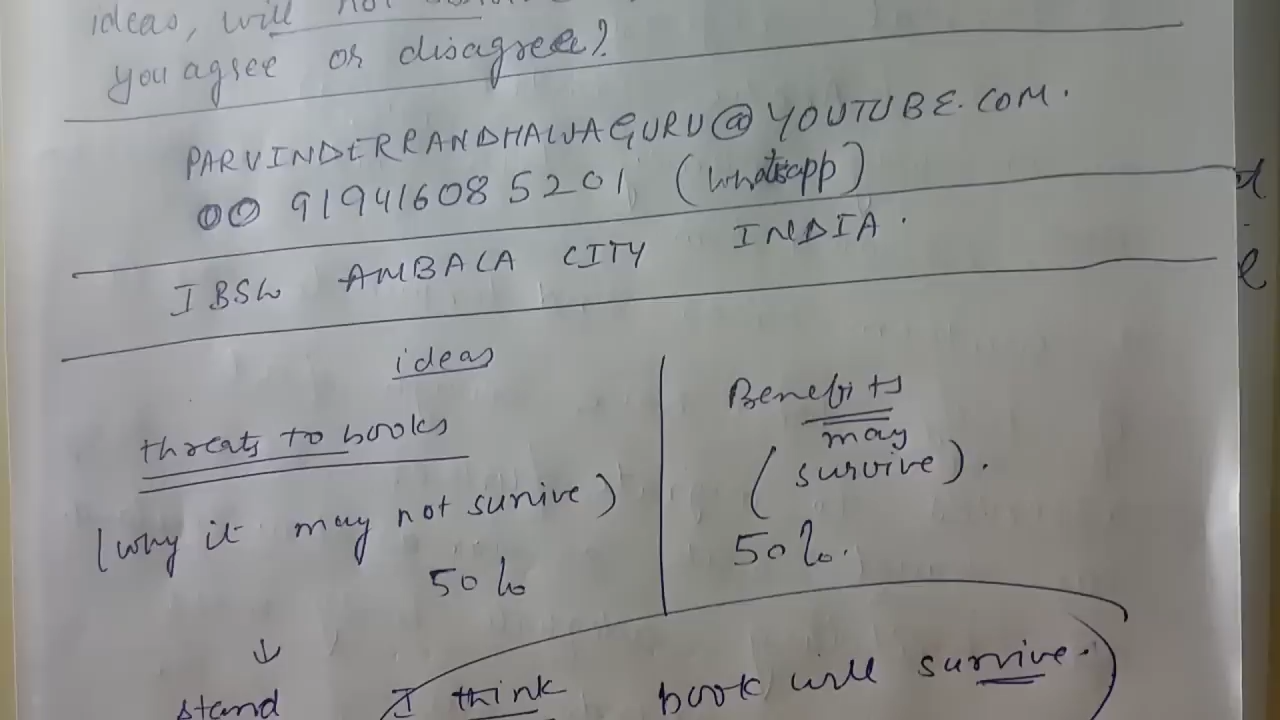 ideas, will not
you agree or disagree?
PARVINDERRANDHAWAGURU@YOUTUBE.COM.
00 919416085201 (whatsapp)
IBSW AMBALA CITY INDIA.
ideas
threats to books
(why it may not survive)
50%
Benefits
may
(survive).
50%.
↓
stand I think book will survive.
d
e